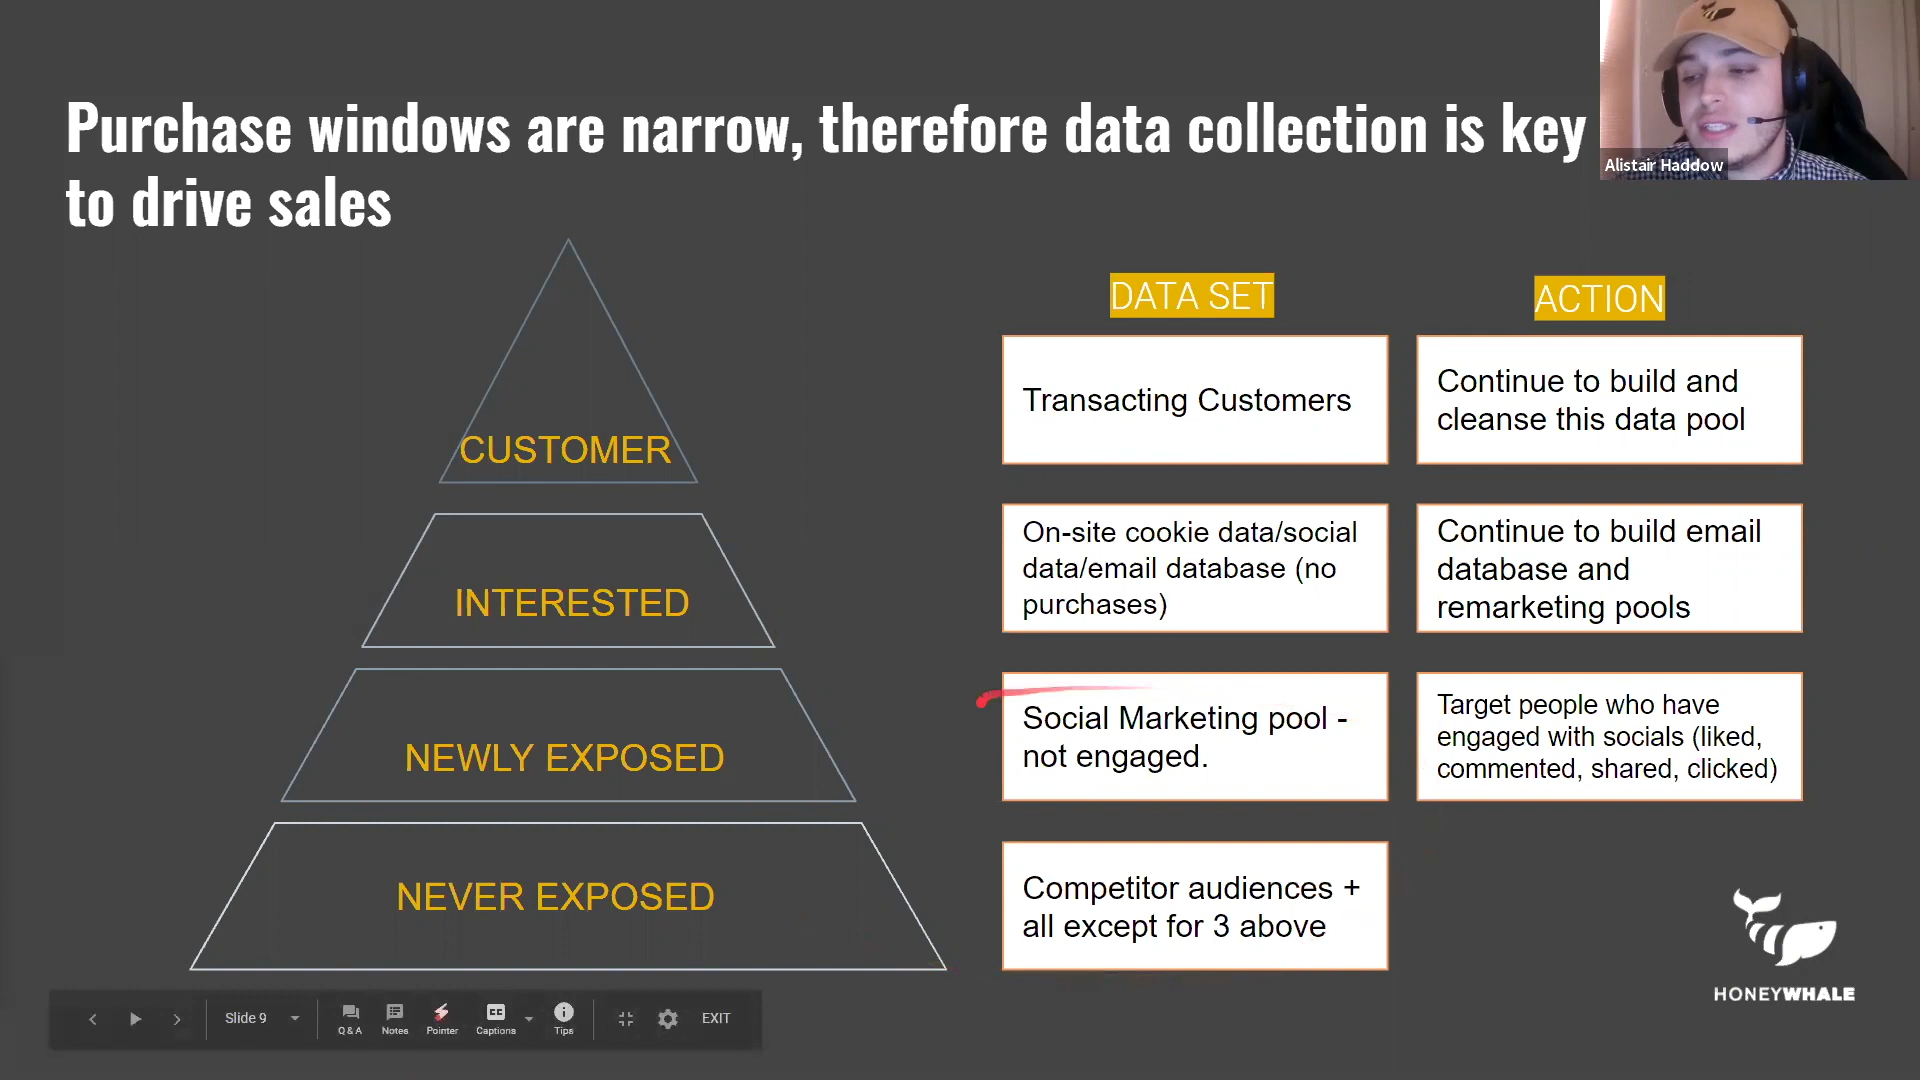 Purchase windows are narrow, therefore data collection is key
to drive sales
Alistair Haddow
CUSTOMER
INTERESTED
NEWLY EXPOSED
NEVER EXPOSED
DATA SET
ACTION
Transacting Customers
Continue to build and
cleanse this data pool
On-site cookie data/social
data/email database (no
purchases)
Continue to build email
database and
remarketing pools
Social Marketing pool -
not engaged.
Target people who have
engaged with socials (liked,
commented, shared, clicked)
Competitor audiences +
all except for 3 above
HONEYWHALE
Slide 9
Q & A
Notes
Pointer
CC
Captions
Tips
EXIT